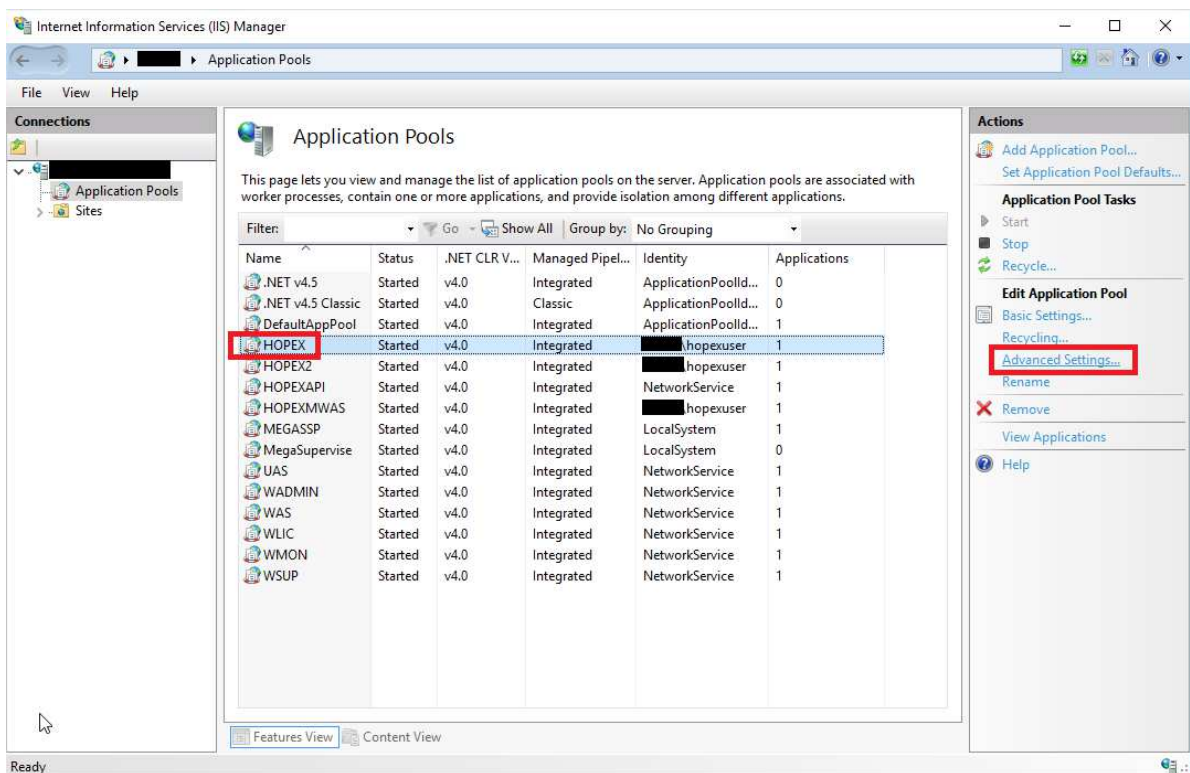 Internet Information Services (IIS) Manager
Application Pools
File View Help
Connections
Application Pools
Sites
Application Pools
This page lets you view and manage the list of application pools on the server. Application pools are associated with
worker processes, contain one or more applications, and provide isolation among different applications.
Filter: Go Show All Group by: No Grouping
Name Status .NET CLR V... Managed Pipel... Identity Applications
.NET v4.5 Started v4.0 Integrated ApplicationPoolId... 0
.NET v4.5 Classic Started v4.0 Classic ApplicationPoolId... 0
DefaultAppPool Started v4.0 Integrated ApplicationPoolId... 1
HOPEX Started v4.0 Integrated \hopexuser 1
HOPEX2 Started v4.0 Integrated hopexuser 1
HOPEXAPI Started v4.0 Integrated NetworkService 1
HOPEXMWAS Started v4.0 Integrated hopexuser 1
MEGASSP Started v4.0 Integrated LocalSystem 1
MegaSupervise Started v4.0 Integrated LocalSystem 0
UAS Started v4.0 Integrated NetworkService 1
WADMIN Started v4.0 Integrated NetworkService 1
WAS Started v4.0 Integrated NetworkService 1
WLIC Started v4.0 Integrated NetworkService 1
WMON Started v4.0 Integrated NetworkService 1
WSUP Started v4.0 Integrated NetworkService 1
Features View Content View
Actions
Add Application Pool...
Set Application Pool Defaults...
Application Pool Tasks
Start
Stop
Recycle...
Edit Application Pool
Basic Settings...
Recycling...
Advanced Settings...
Rename
Remove
View Applications
Help
Ready